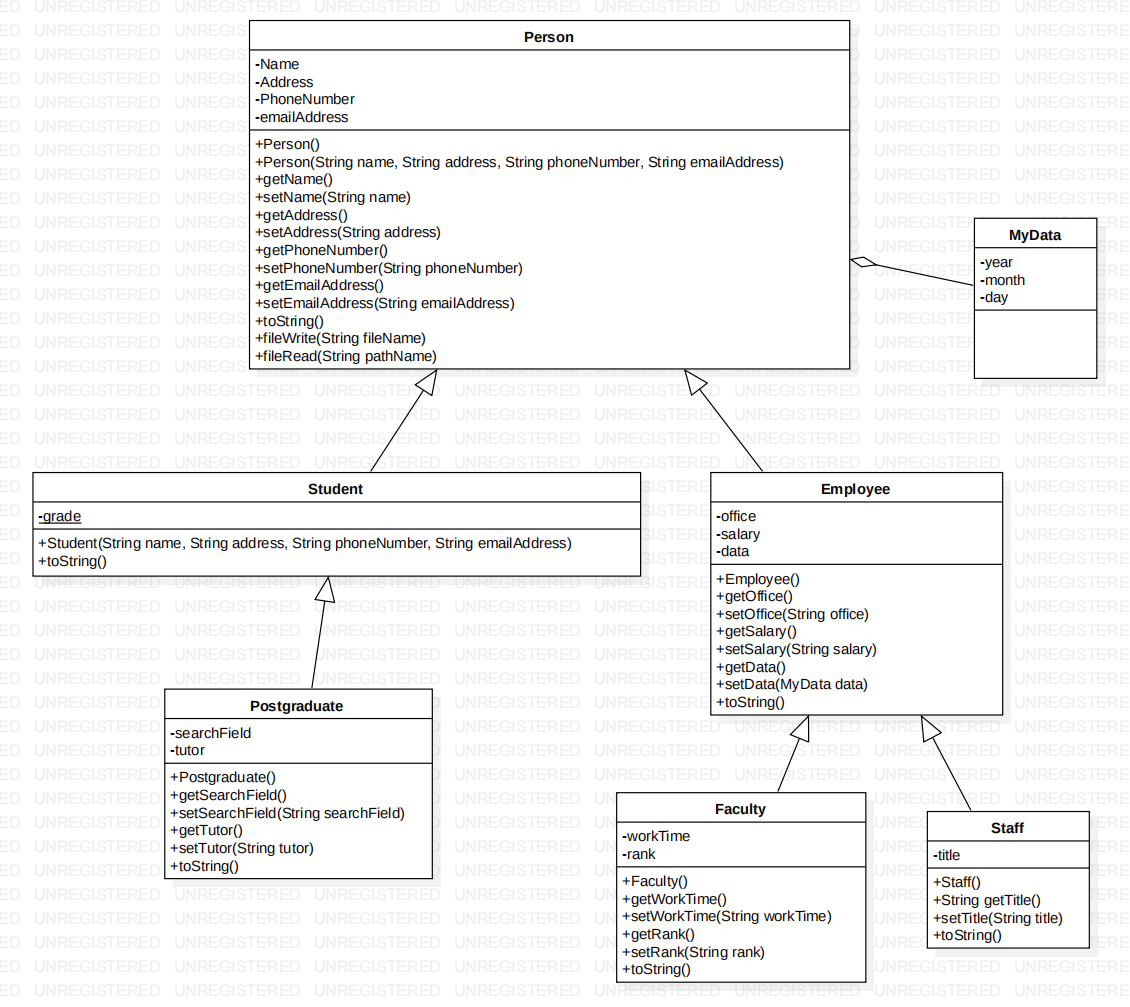 Person
-Name
-Address
-PhoneNumber
-emailAddress
+Person()
+Person(String name, String address, String phoneNumber, String emailAddress)
+getName()
+setName(String name)
+getAddress()
+setAddress(String address)
+getPhoneNumber()
+setPhoneNumber(String phoneNumber)
+getEmailAddress()
+setEmailAddress(String emailAddress)
+toString()
+fileWrite(String fileName)
+fileRead(String pathName)
MyData
-year
-month
-day
Student
-grade
+Student(String name, String address, String phoneNumber, String emailAddress)
+toString()
Employee
-office
-salary
-data
+Employee()
+getOffice()
+setOffice(String office)
+getSalary()
+setSalary(String salary)
+getData()
+setData(MyData data)
+toString()
Postgraduate
-searchField
-tutor
+Postgraduate()
+getSearchField()
+setSearchField(String searchField)
+getTutor()
+setTutor(String tutor)
+toString()
Faculty
-workTime
-rank
+Faculty()
+getWorkTime()
+setWorkTime(String workTime)
+getRank()
+setRank(String rank)
+toString()
Staff
-title
+Staff()
+String getTitle()
+setTitle(String title)
+toString()
UNREGISTERED